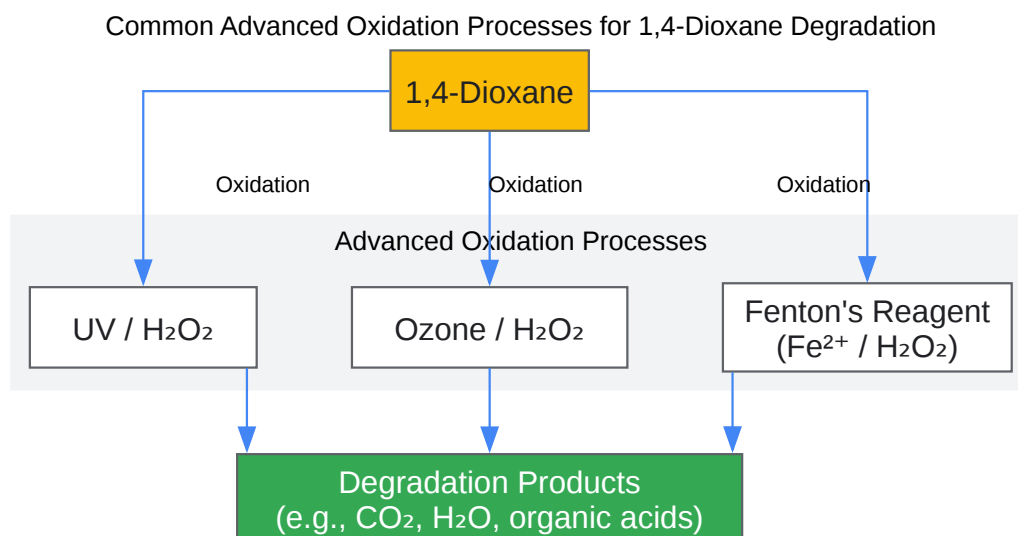 Common Advanced Oxidation Processes for 1,4-Dioxane Degradation
1,4-Dioxane
Oxidation
Oxidation
Oxidation
Advanced Oxidation Processes
UV / H₂O₂
Ozone / H₂O₂
Fenton's Reagent
(Fe²⁺ / H₂O₂)
Degradation Products
(e.g., CO₂, H₂O, organic acids)